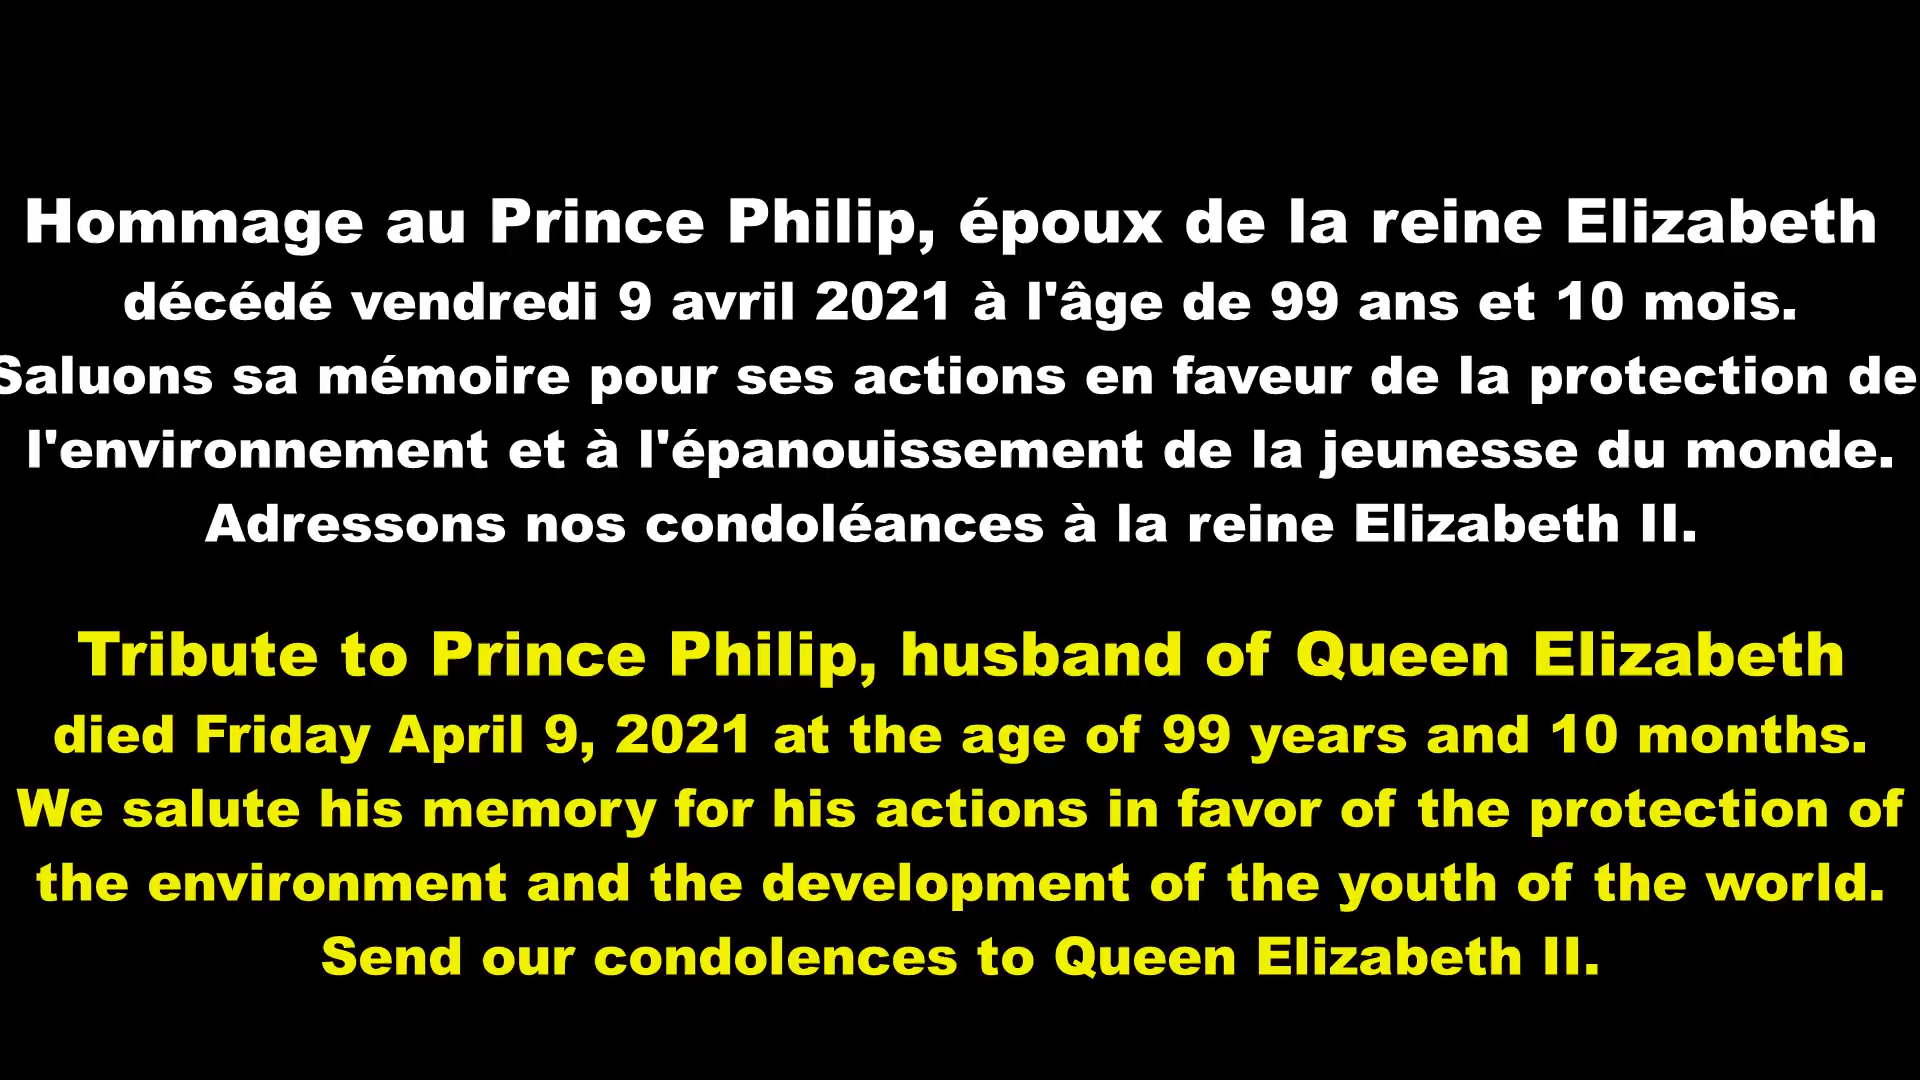 Hommage au Prince Philip, époux de la reine Elizabeth
décédé vendredi 9 avril 2021 à l'âge de 99 ans et 10 mois.
Saluons sa mémoire pour ses actions en faveur de la protection de
l'environnement et à l'épanouissement de la jeunesse du monde.
Adressons nos condoléances à la reine Elizabeth II.
Tribute to Prince Philip, husband of Queen Elizabeth
died Friday April 9, 2021 at the age of 99 years and 10 months.
We salute his memory for his actions in favor of the protection of
the environment and the development of the youth of the world.
Send our condolences to Queen Elizabeth II.